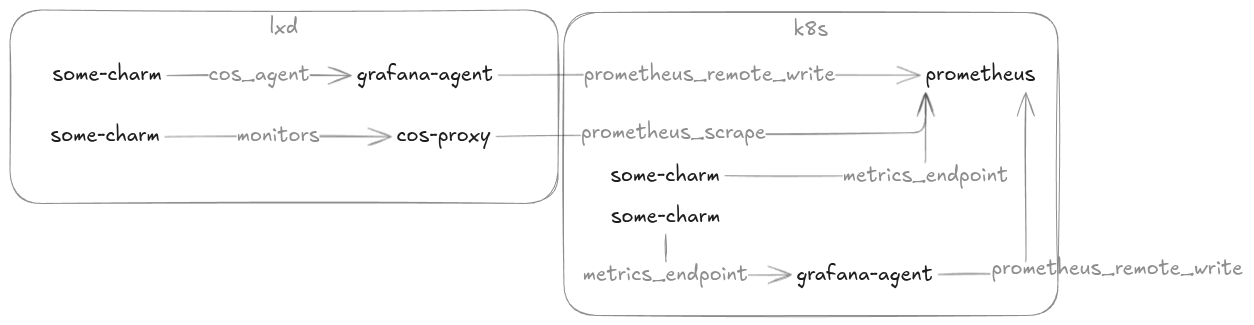 lxd
k8s
some-charm cos_agent grafana-agent prometheus_remote_write prometheus
some-charm monitors cos-proxy prometheus_scrape
some-charm metrics_endpoint
some-charm
metrics_endpoint grafana-agent prometheus_remote_write